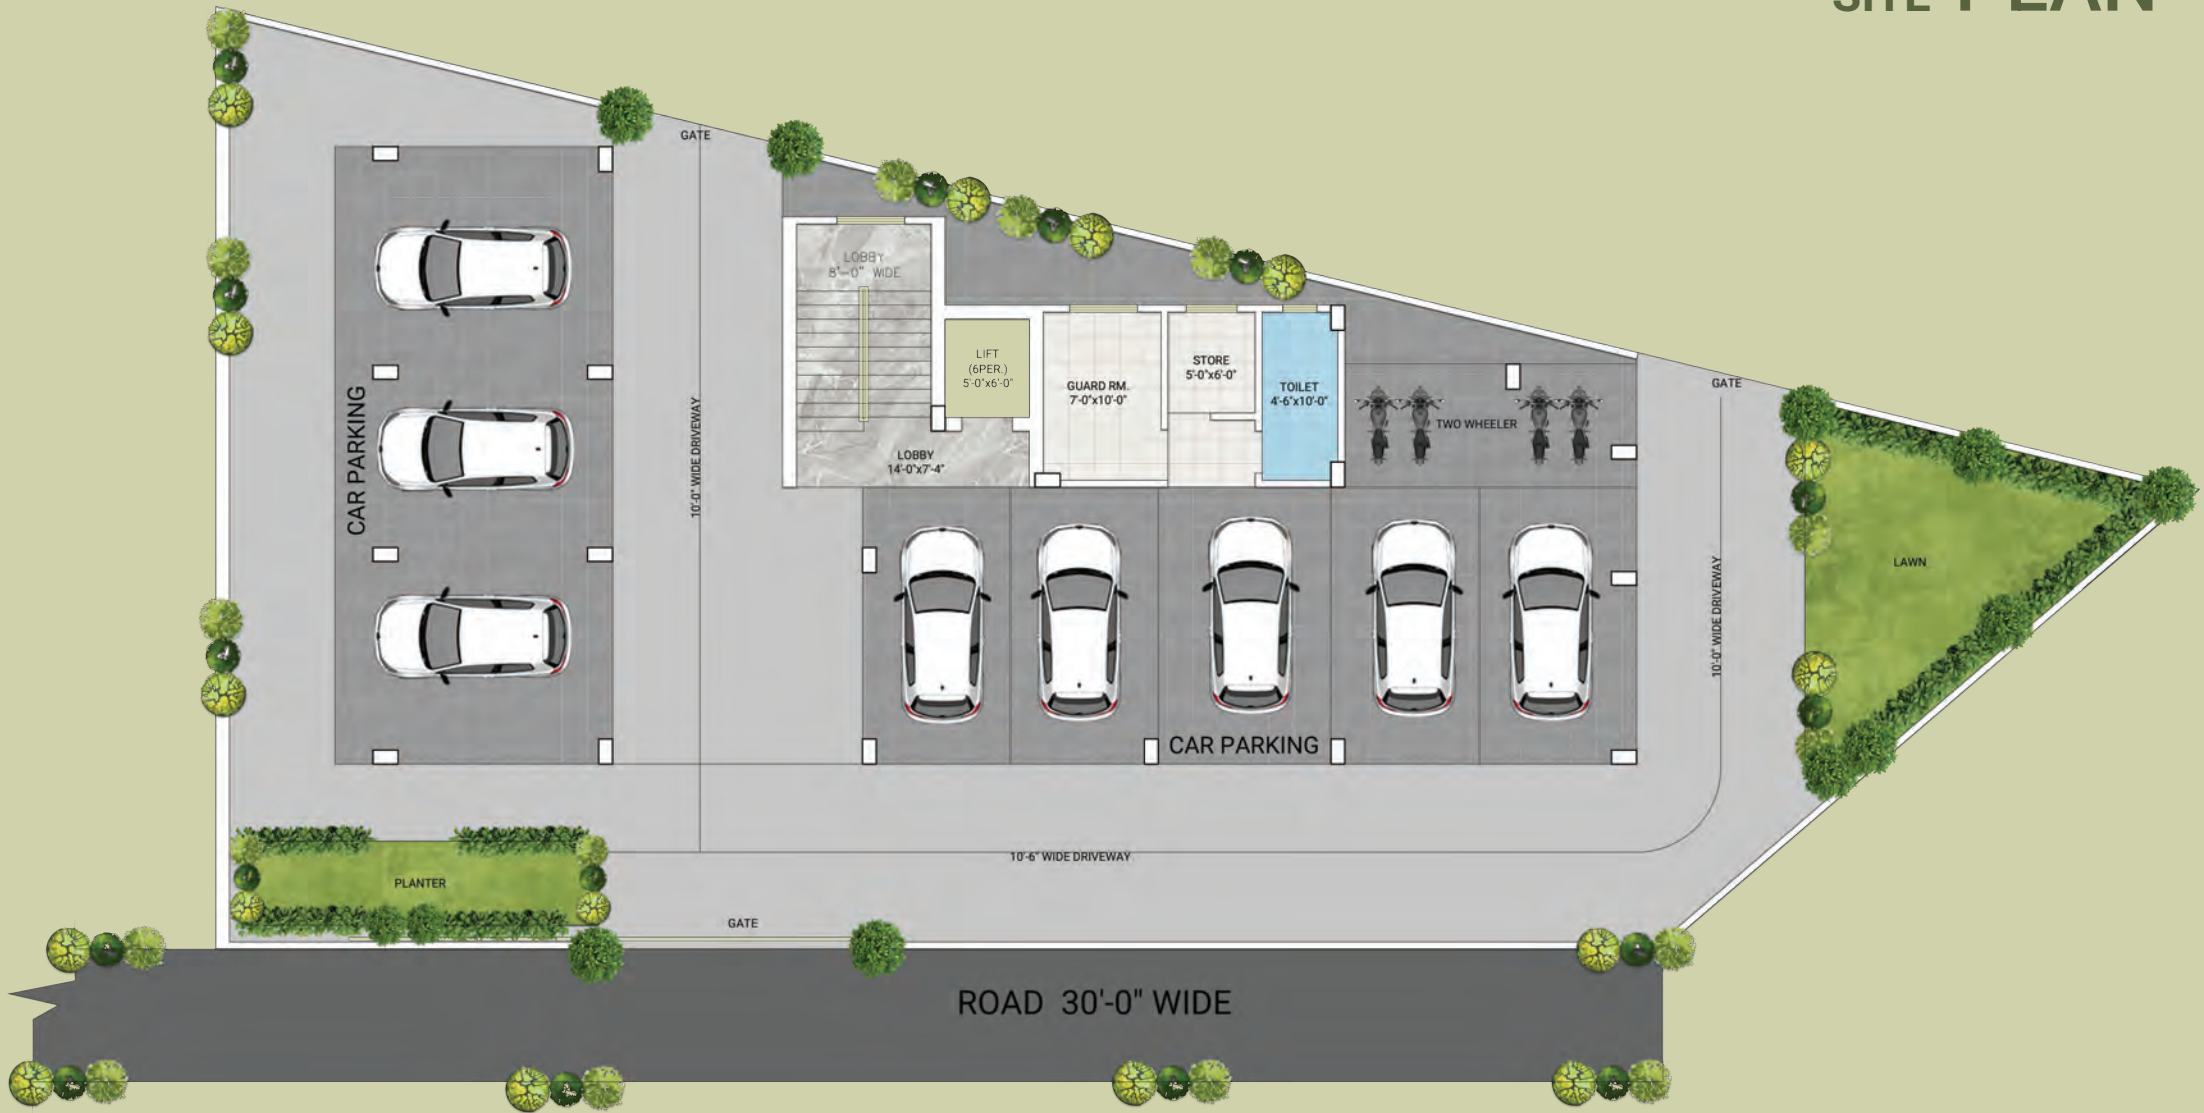 SITE PLAN
GATE
LOBBY
8'-0" WIDE
LIFT
(6PER.)
5'-0"x6'-0"
GUARD RM.
7'-0"x10'-0"
STORE
5'-0"x6'-0"
TOILET
4'-6"x10'-0"
GATE
TWO WHEELER
CAR PARKING
10'-0" WIDE DRIVEWAY
LOBBY
14'-0"x7'-4"
LAWN
10'-0" WIDE DRIVEWAY
CAR PARKING
10'-6" WIDE DRIVEWAY
PLANTER
GATE
ROAD 30'-0" WIDE